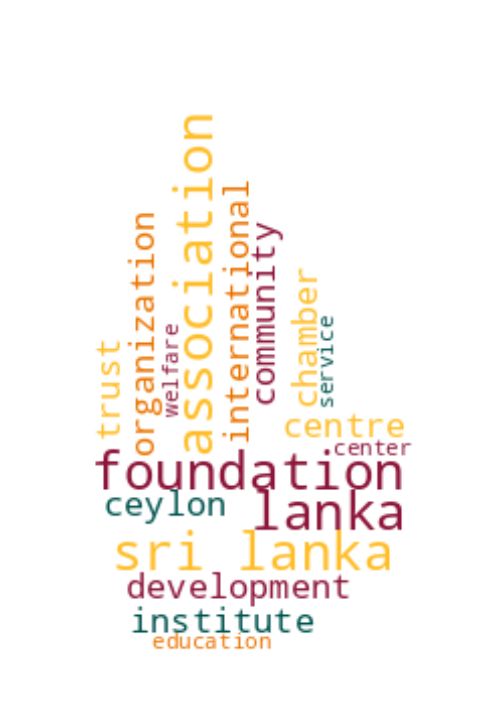 association
international
organization
community
chamber
service
welfare
trust
centre
center
foundation
ceylon
lanka
sri lanka
development
institute
education